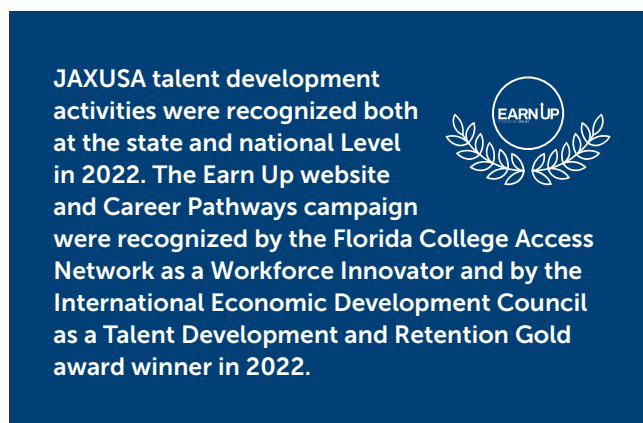 JAXUSA talent development
activities were recognized both
at the state and national Level
in 2022. The Earn Up website
and Career Pathways campaign
were recognized by the Florida College Access
Network as a Workforce Innovator and by the
International Economic Development Council
as a Talent Development and Retention Gold
award winner in 2022.
EARN UP